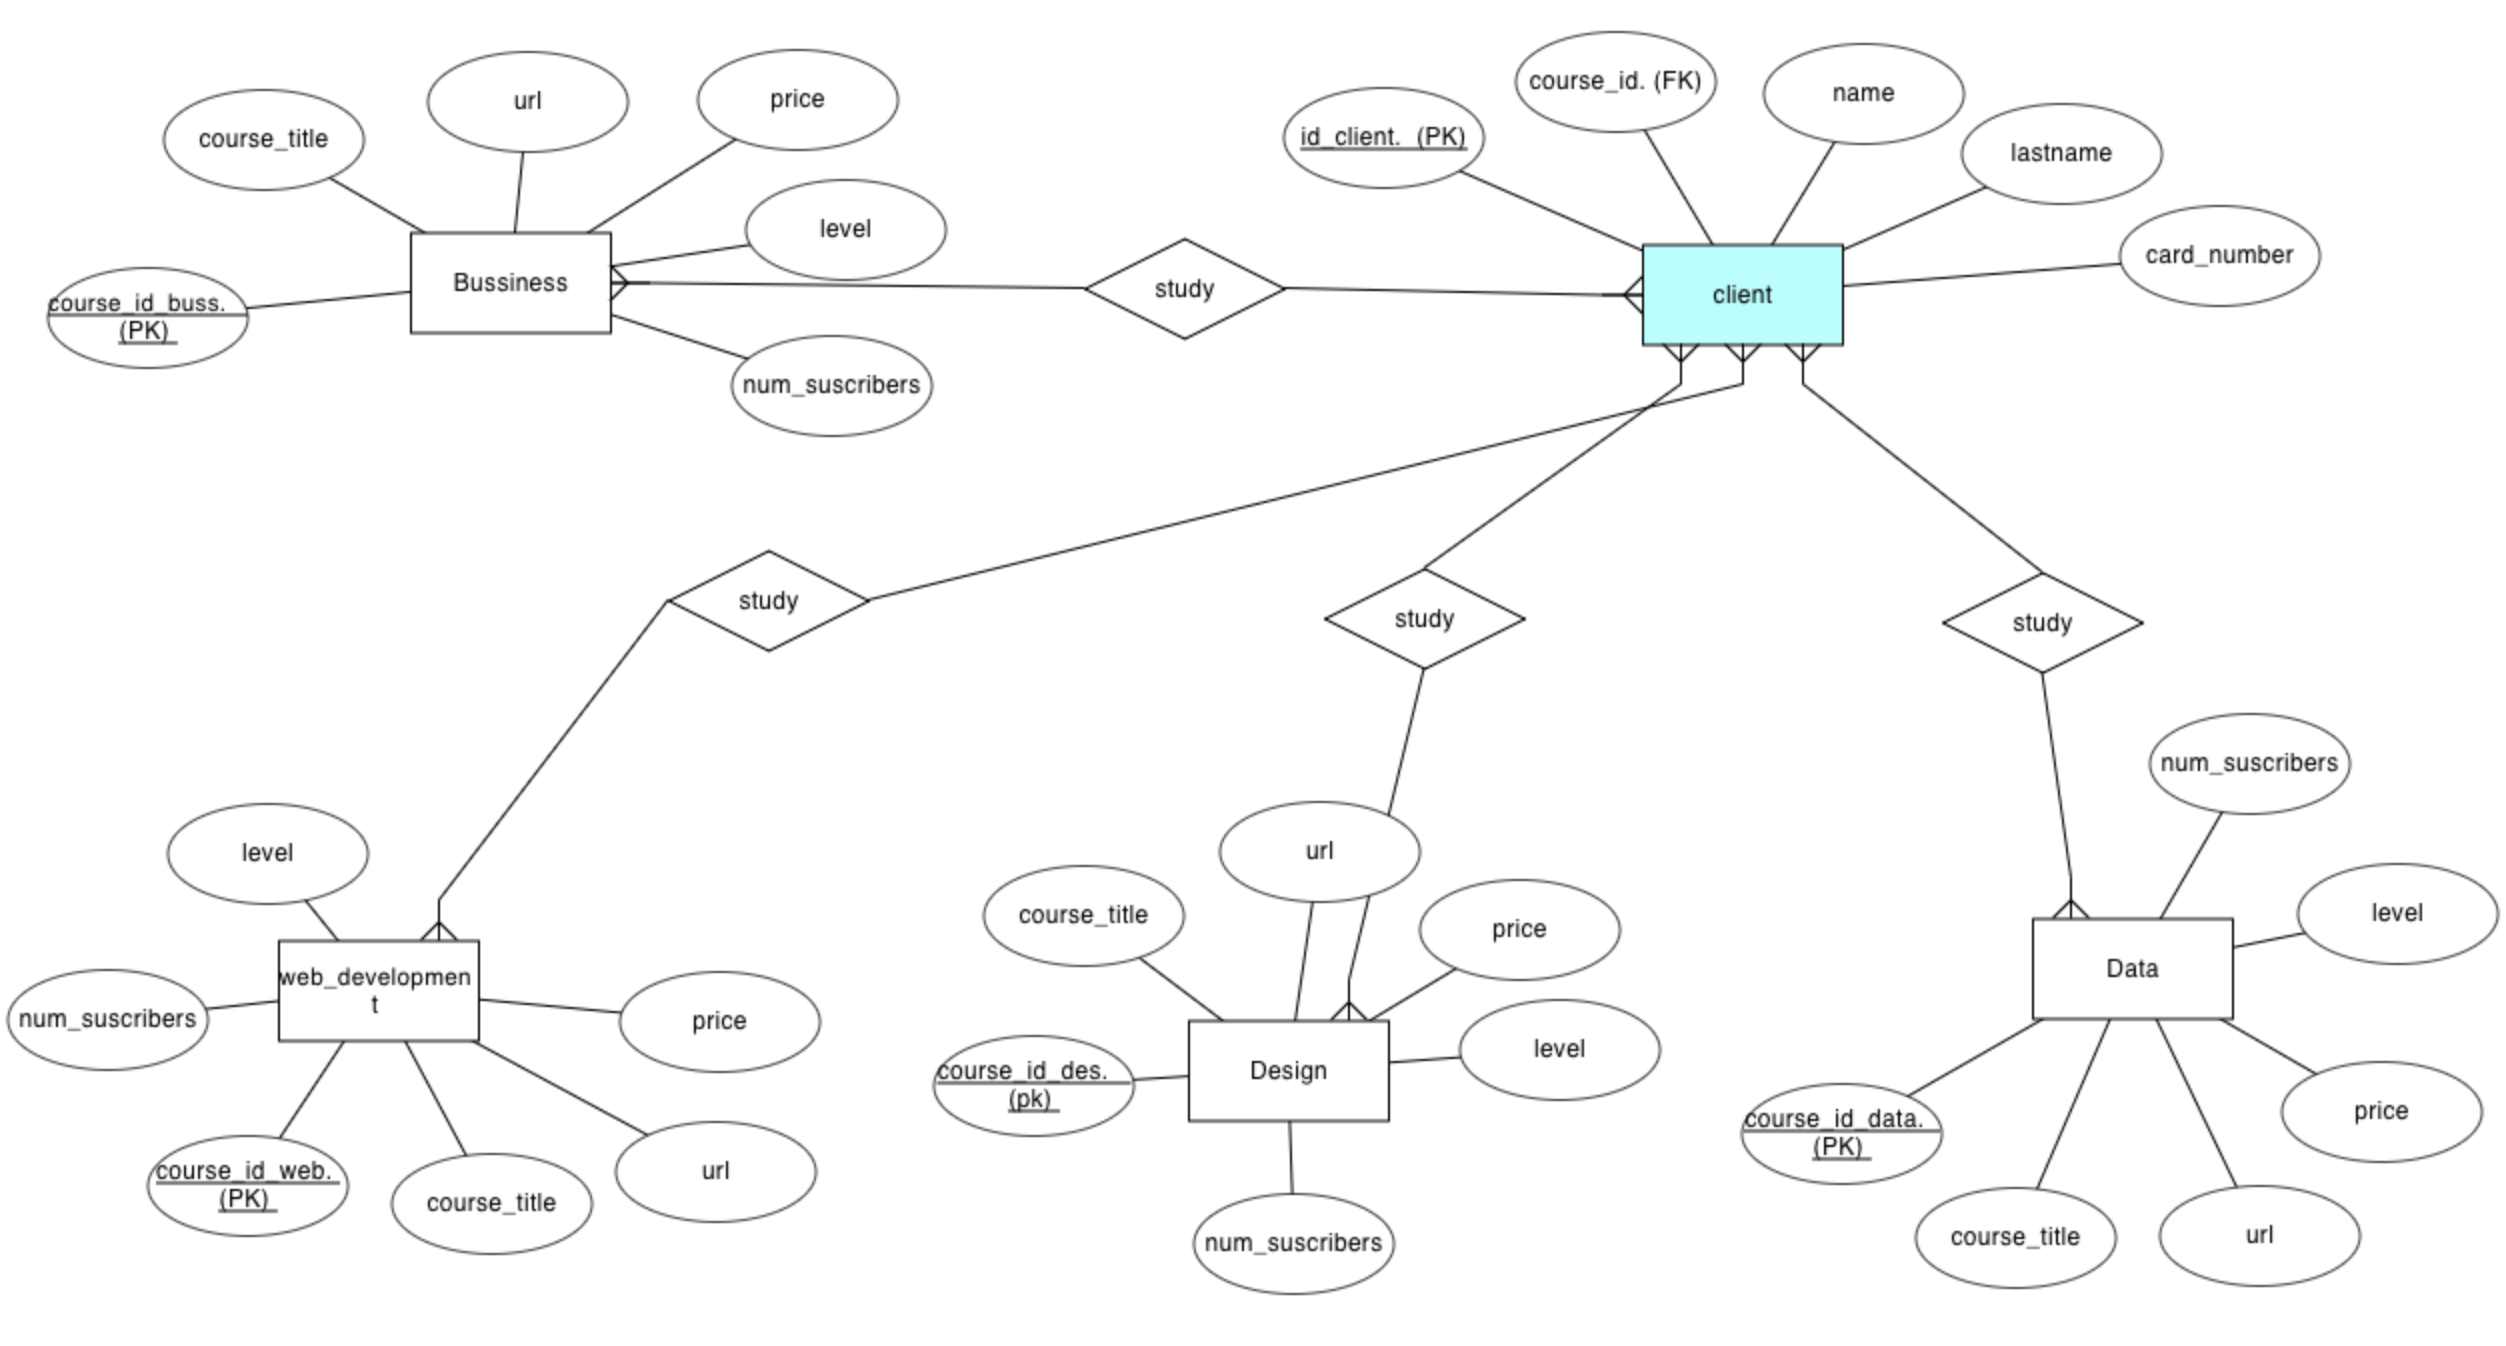 course_title
url
price
level
Bussiness
course_id_buss.
(PK)
num_suscribers
study
id_client. (PK)
course_id. (FK)
name
lastname
card_number
client
study
study
study
level
web_developmen
t
num_suscribers
price
course_id_web.
(PK)
course_title
url
url
course_title
price
level
Design
course_id_des.
(pk)
num_suscribers
num_suscribers
level
Data
price
course_id_data.
(PK)
course_title
url